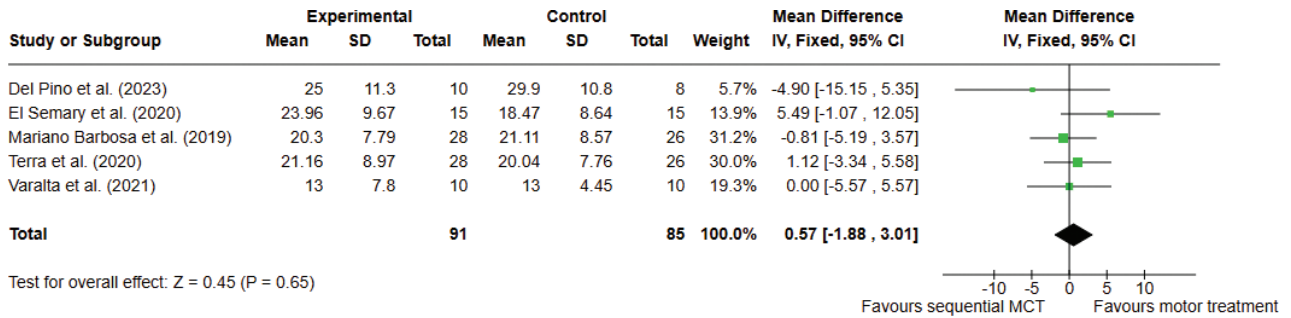 Experimental Control Mean Difference Mean Difference
Study or Subgroup Mean SD Total Mean SD Total Weight IV, Fixed, 95% CI IV, Fixed, 95% CI
Del Pino et al. (2023) 25 11.3 10 29.9 10.8 8 5.7% -4.90 [-15.15 , 5.35]
El Semary et al. (2020) 23.96 9.67 15 18.47 8.64 15 13.9% 5.49 [-1.07 , 12.05]
Mariano Barbosa et al. (2019) 20.3 7.79 28 21.11 8.57 26 31.2% -0.81 [-5.19 , 3.57]
Terra et al. (2020) 21.16 8.97 28 20.04 7.76 26 30.0% 1.12 [-3.34 , 5.58]
Varalta et al. (2021) 13 7.8 10 13 4.45 10 19.3% 0.00 [-5.57 , 5.57]
Total 91 85 100.0% 0.57 [-1.88 , 3.01]
Test for overall effect: Z = 0.45 (P = 0.65)
-10 -5 0 5 10
Favours sequential MCT Favours motor treatment